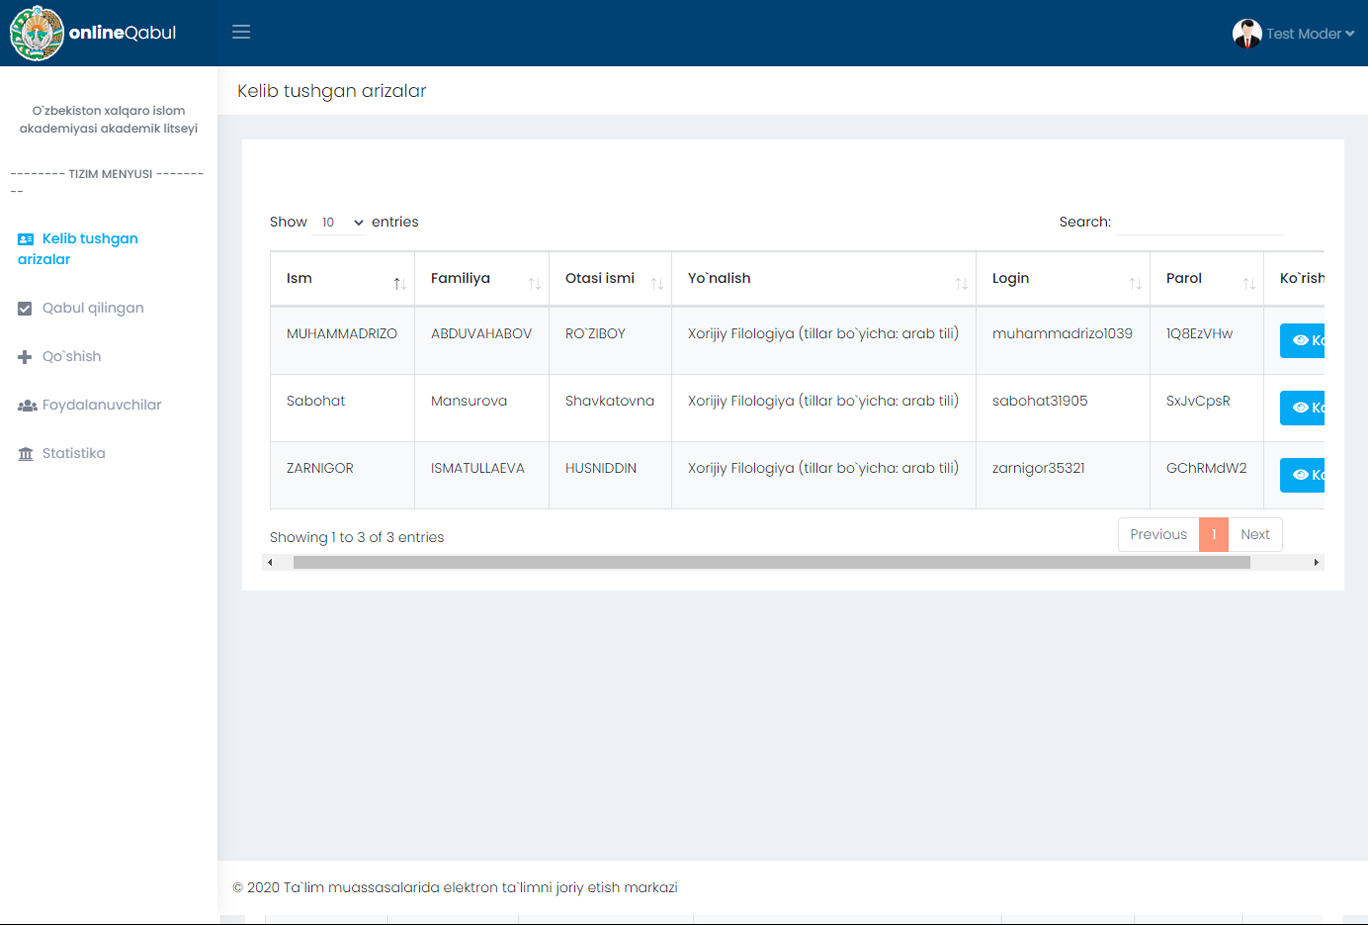 onlineQabul
Test Moder
O`zbekiston xalqaro islom
akademiyasi akademik litseyi
-------- TIZIM MENYUSI -------
--
Kelib tushgan
arizalar
Qabul qilingan
Qo`shish
Foydalanuvchilar
Statistika
Kelib tushgan arizalar
Show 10 entries
Search:
Ism Familiya Otasi ismi Yo`nalish Login Parol Ko`rish
MUHAMMADRIZO ABDUVAHABOV RO`ZIBOY Xorijiy Filologiya (tillar bo`yicha: arab tili) muhammadrizo1039 1Q8EzVHw Ko
Sabohat Mansurova Shavkatovna Xorijiy Filologiya (tillar bo`yicha: arab tili) sabohat31905 SxJvCpsR Ko
ZARNIGOR ISMATULLAEVA HUSNIDDIN Xorijiy Filologiya (tillar bo`yicha: arab tili) zarnigor35321 GChRMdW2 Ko
Showing 1 to 3 of 3 entries
Previous 1 Next
© 2020 Ta`lim muassasalarida elektron ta`limni joriy etish markazi